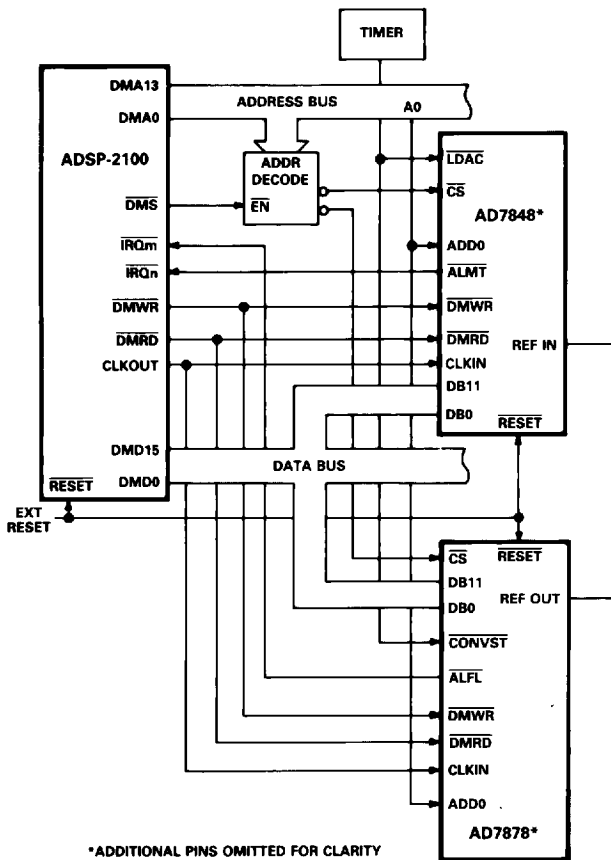 TIMER
DMA13
ADDRESS BUS
DMA0
A0
ADSP-2100
ADDR
DECODE
EN
DMS
IRQm
IRQn
DMWR
DMRD
CLKOUT
DMD15
DATA BUS
DMD0
RESET
EXT
RESET
LDAC
CS
AD7848*
ADD0
ALMT
DMWR
DMRD
REF IN
CLKIN
DB11
DB0
RESET
CS
RESET
DB11
REF OUT
DB0
CONVST
ALFL
DMWR
DMRD
CLKIN
ADD0
AD7878*
*ADDITIONAL PINS OMITTED FOR CLARITY